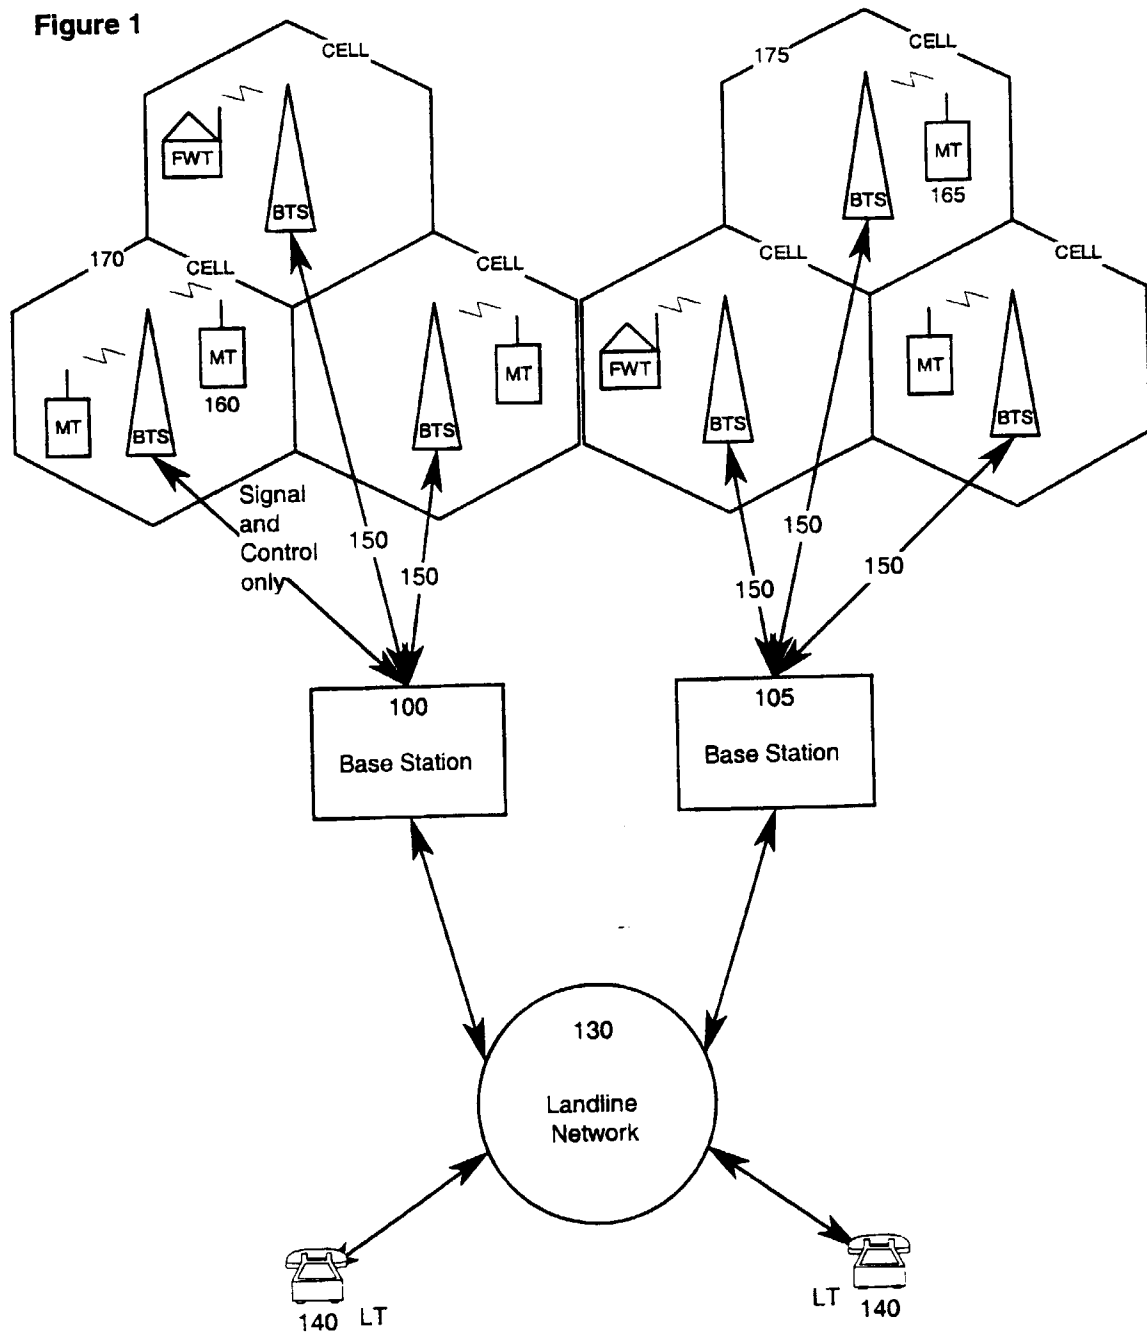 Figure 1
CELL
FWT
BTS
175
CELL
MT
165
BTS
170
CELL
CELL
MT
160
MT
BTS
MT
BTS
CELL
CELL
FWT
BTS
MT
BTS
Signal
and
Control
only
150
150
150
150
150
100
Base Station
105
Base Station
130
Landline
Network
140 LT
LT 140